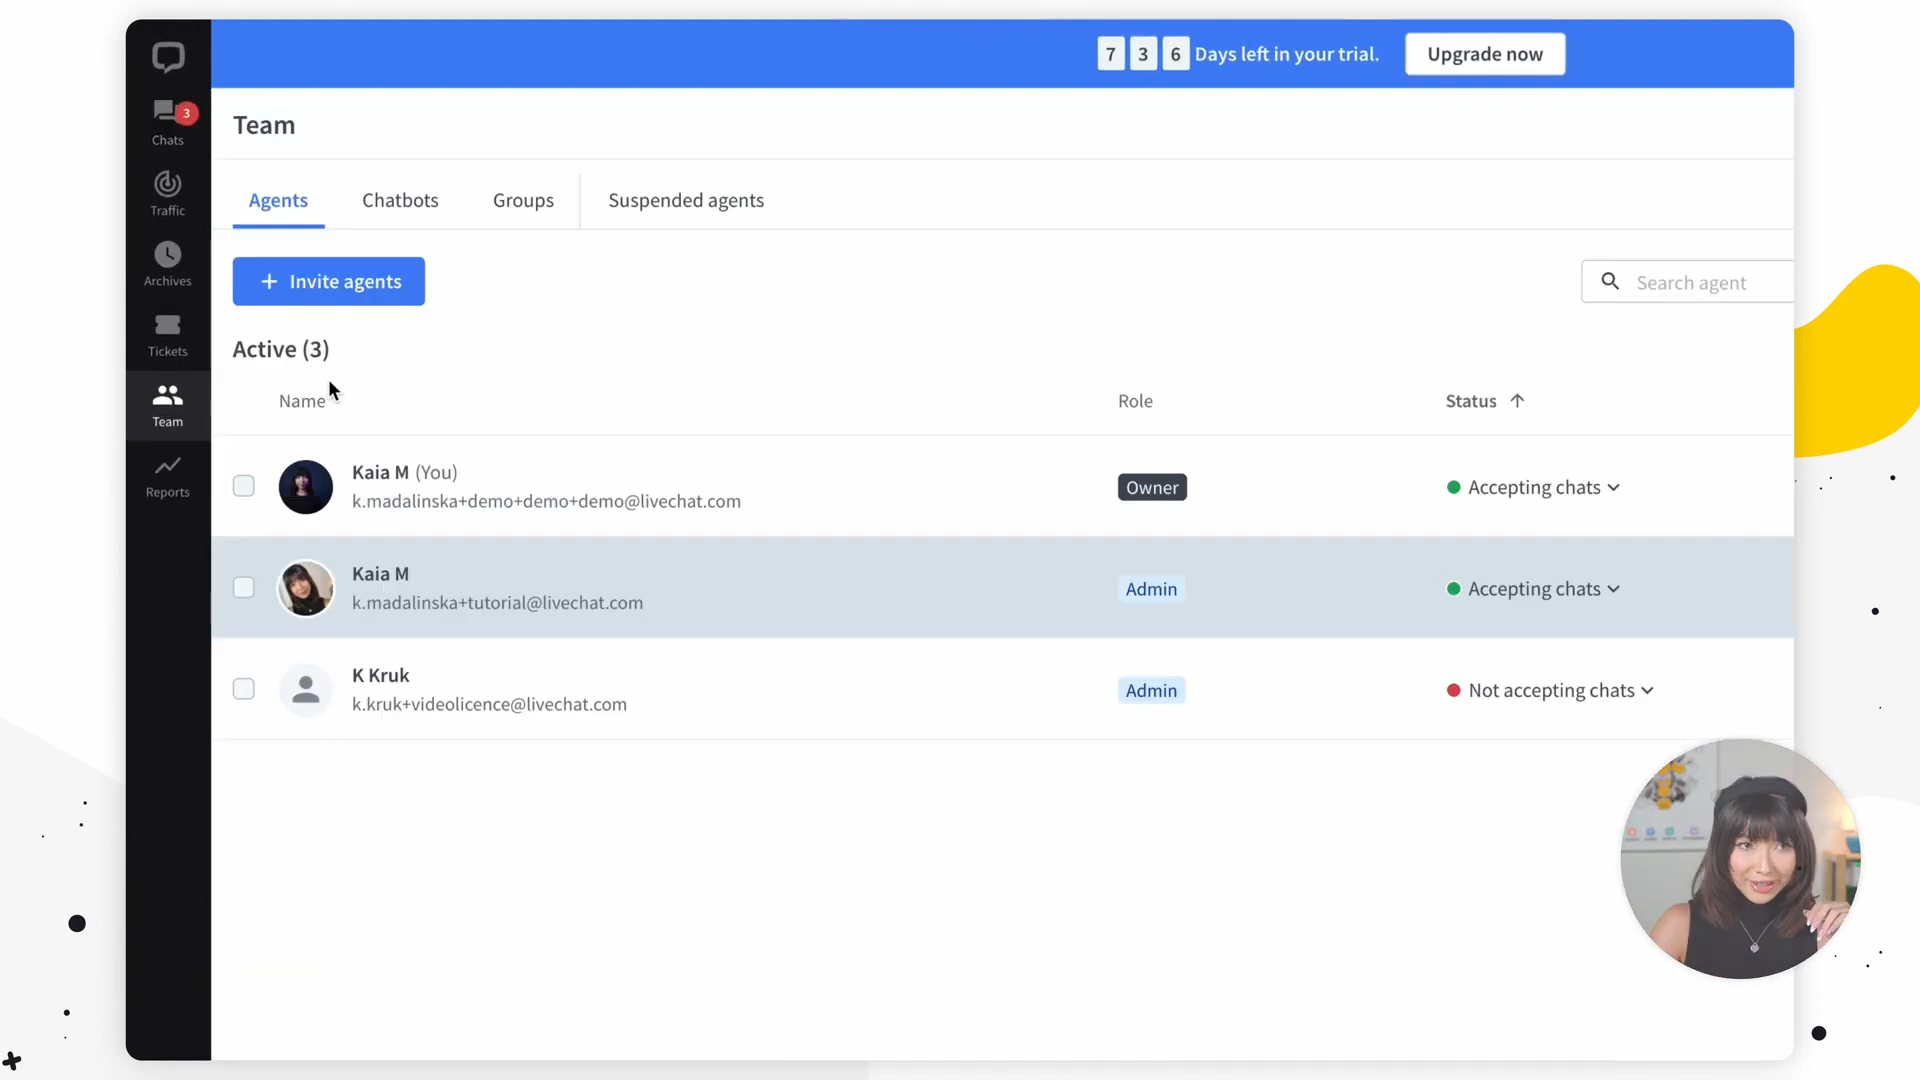 7 3 6 Days left in your trial. Upgrade now
3
Chats
Traffic
Archives
Tickets
Team
Reports
Team
Agents Chatbots Groups Suspended agents
+ Invite agents
Search agent
Active (3)
Name Role Status
Kaia M (You)
k.madalinska+demo+demo+demo@livechat.com
Owner
Accepting chats
Kaia M
k.madalinska+tutorial@livechat.com
Admin
Accepting chats
K Kruk
k.kruk+videolicence@livechat.com
Admin
Not accepting chats